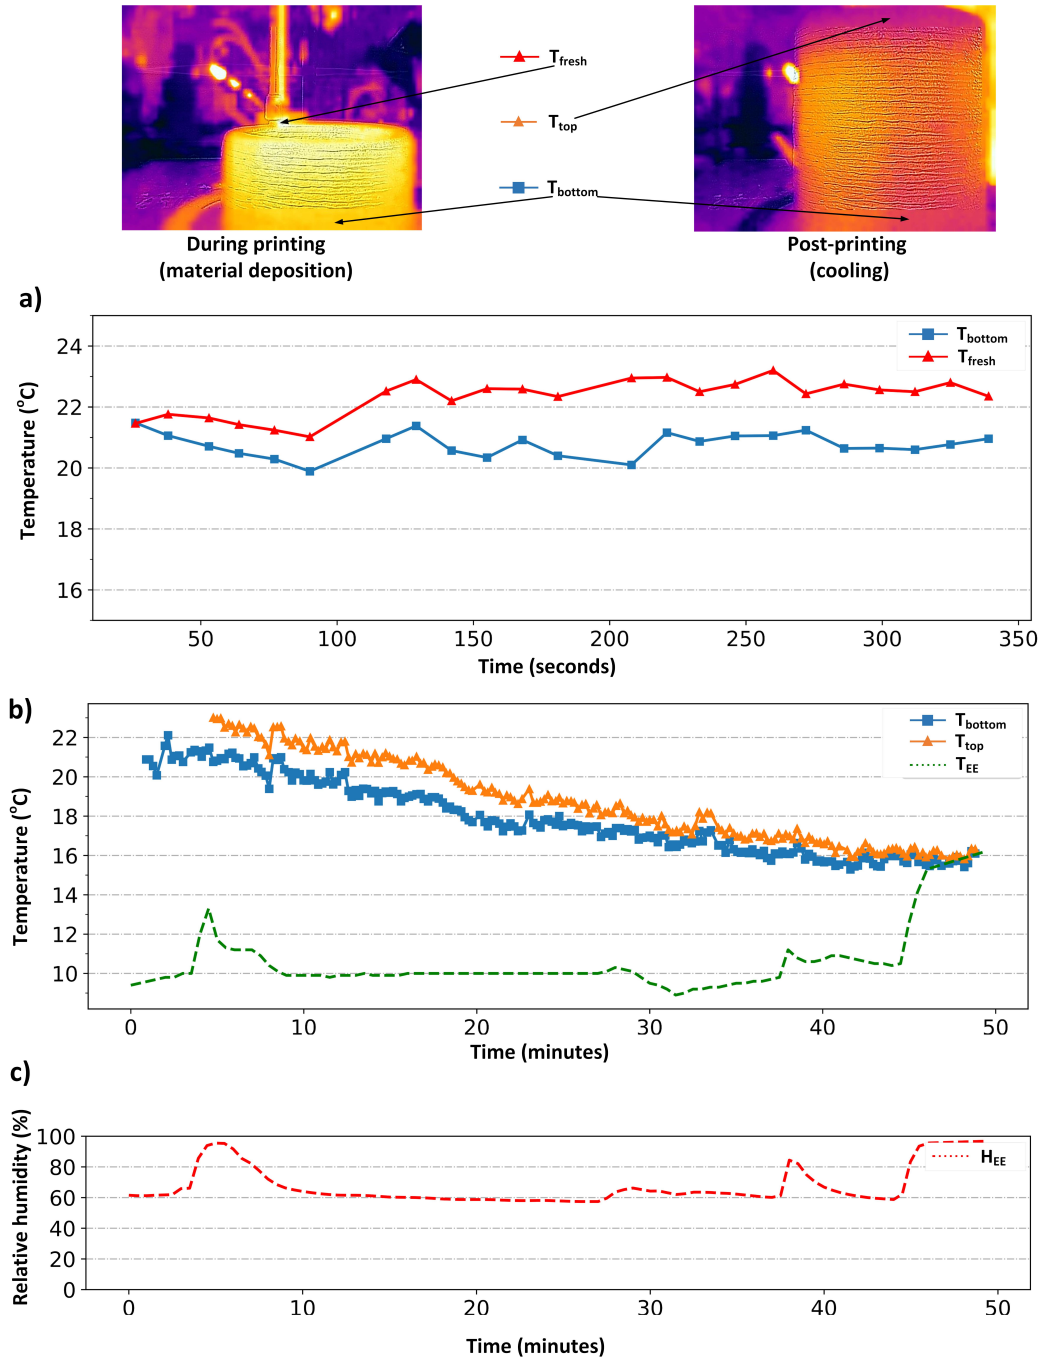 T_fresh
T_top
T_bottom
During printing
(material deposition)
Post-printing
(cooling)
a)
Temperature (°C)
24
22
20
18
16
T_bottom
T_fresh
50
100
150
200
250
300
350
Time (seconds)
b)
Temperature (°C)
22
20
18
16
14
12
10
T_bottom
T_top
T_EE
0
10
20
30
40
50
Time (minutes)
c)
Relative humidity (%)
100
80
60
40
20
0
H_EE
0
10
20
30
40
50
Time (minutes)